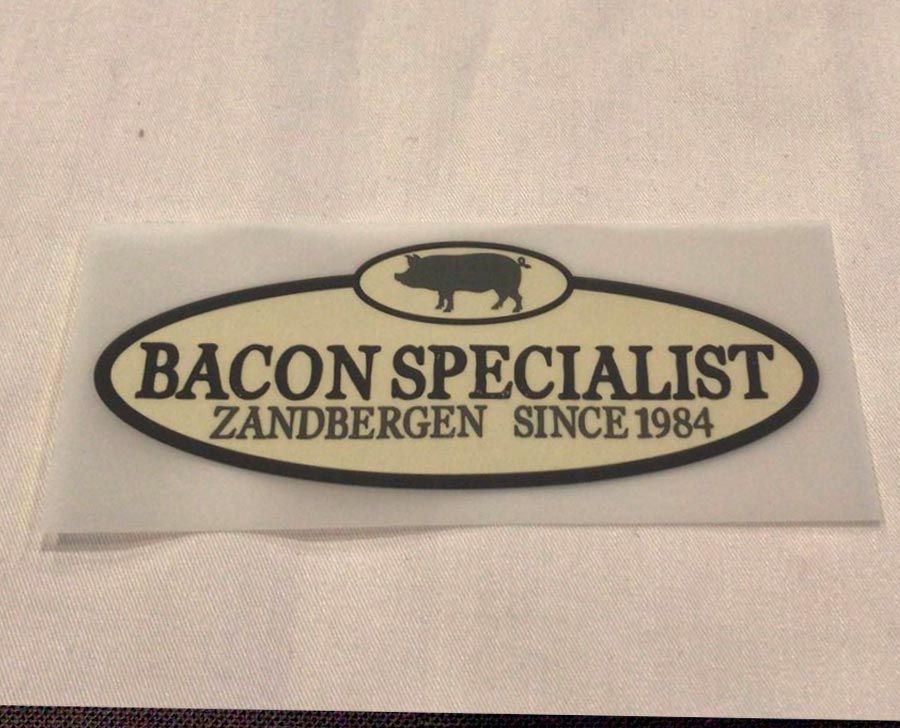 BACON SPECIALIST
ZANDBERGEN SINCE 1984